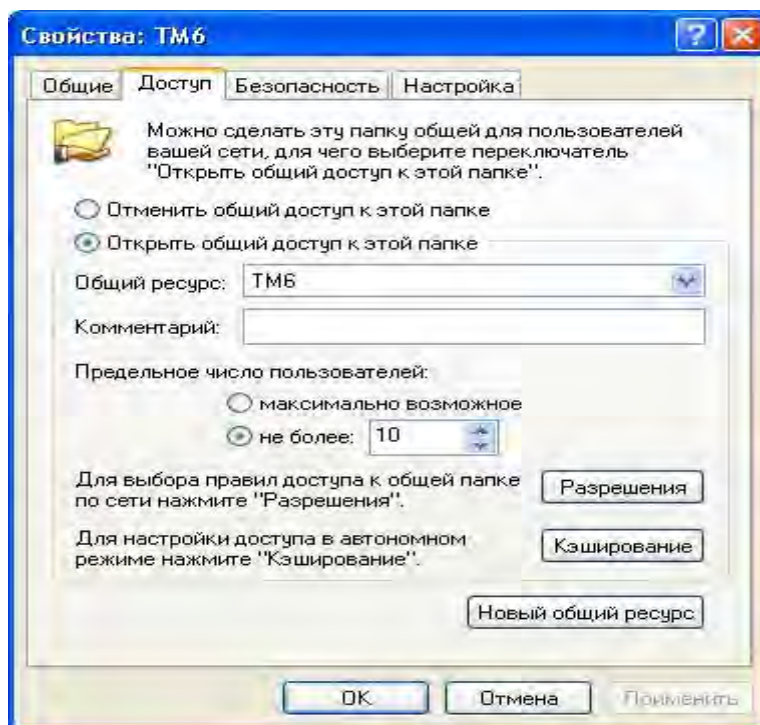 Свойства: ТМ6
Общие Доступ Безопасность Настройка
Можно сделать эту папку общей для пользователей
вашей сети, для чего выберите переключатель
"Открыть общий доступ к этой папке".
Отменить общий доступ к этой папке
Открыть общий доступ к этой папке
Общий ресурс: ТМ6
Комментарий:
Предельное число пользователей:
максимально возможное
не более: 10
Для выбора правил доступа к общей папке
по сети нажмите "Разрешения".
Разрешения
Для настройки доступа в автономном
режиме нажмите "Кэширование".
Кэширование
Новый общий ресурс
ОК Отмена Применить